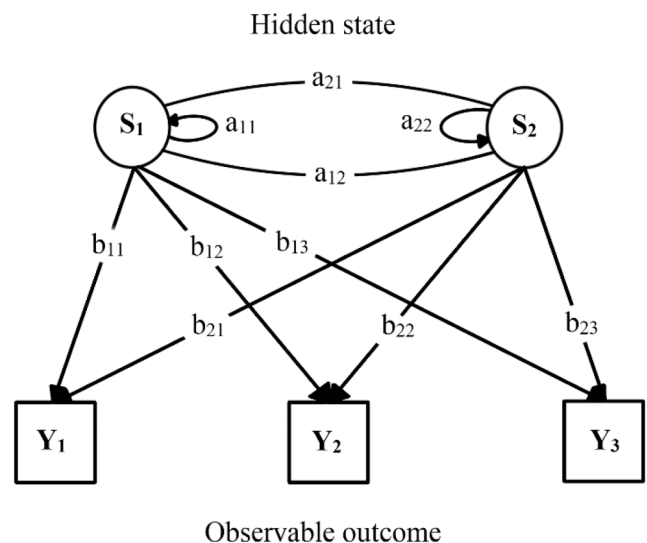 Hidden state
a₂₁
S₁ a₁₁ a₂₂ S₂
a₁₂
b₁₁ b₁₂ b₁₃
b₂₁ b₂₂ b₂₃
Y₁ Y₂ Y₃
Observable outcome